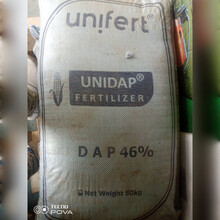 unifert®
UNIDAP®
FERTILIZER
DAP 46%
Net Weight 50kg
TECNO
POVA